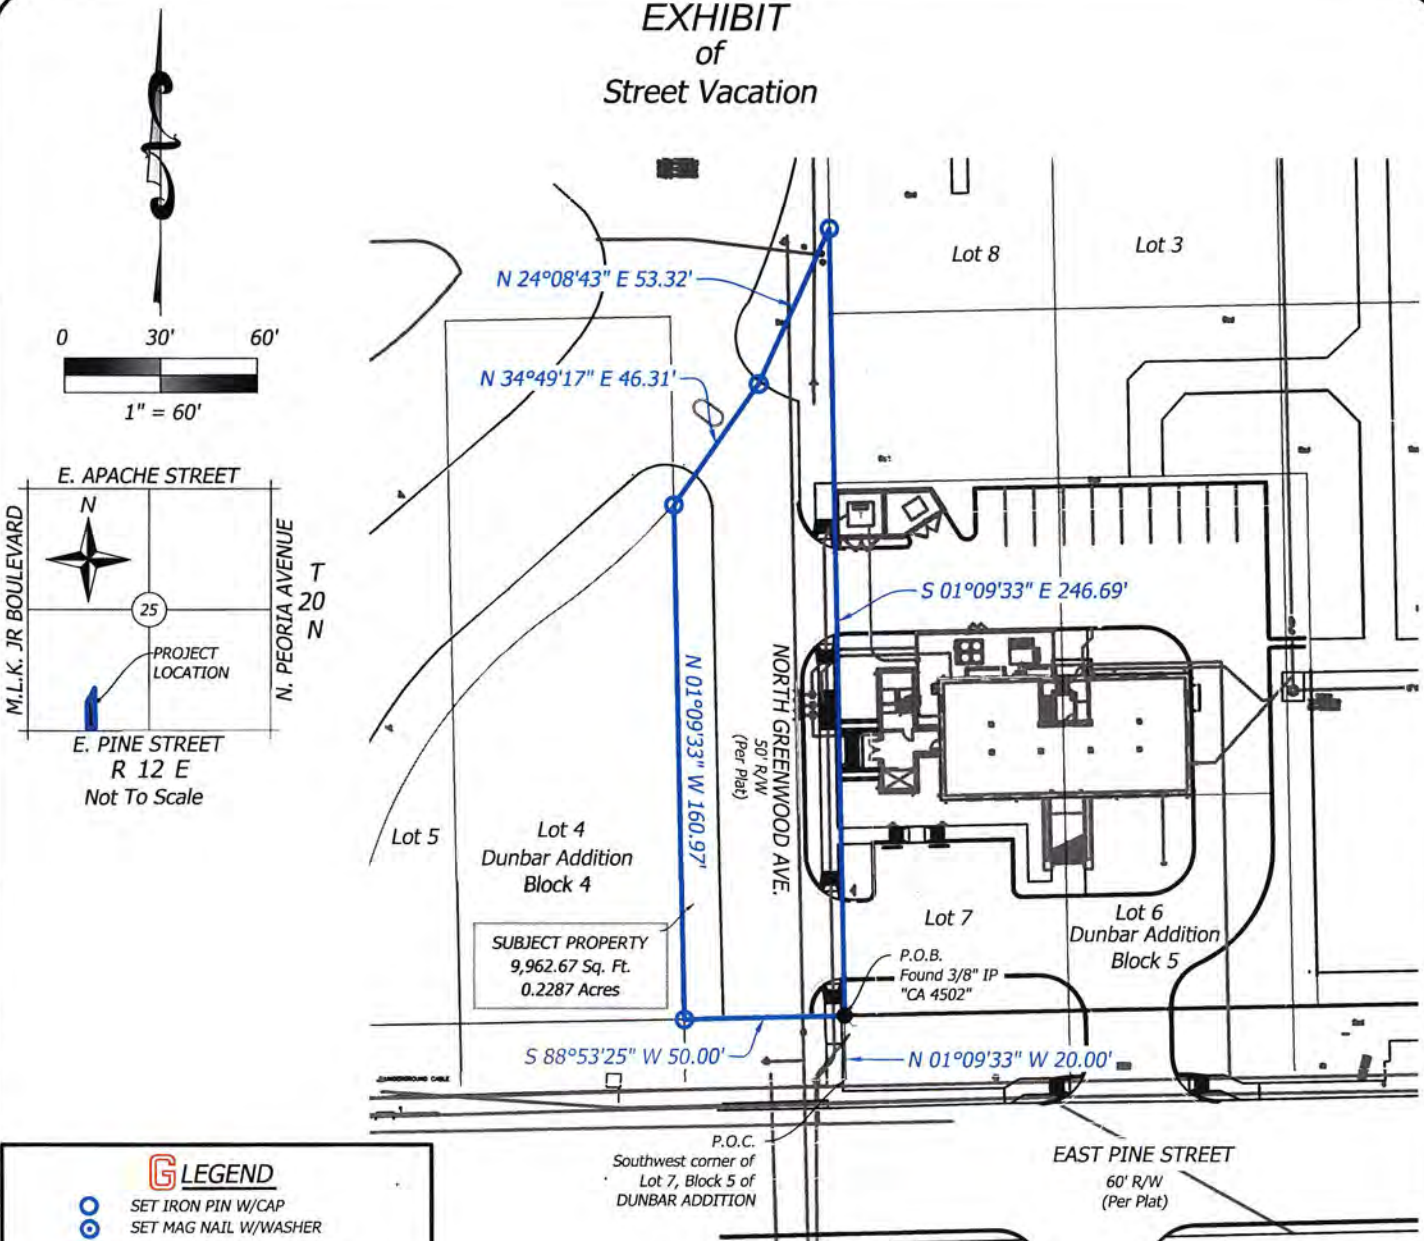 EXHIBIT
of
Street Vacation
0 30' 60'
1" = 60'
E. APACHE STREET
N
M.L.K. JR BOULEVARD
N. PEORIA AVENUE
T
20
N
25
PROJECT
LOCATION
E. PINE STREET
R 12 E
Not To Scale
N 24°08'43" E 53.32'
N 34°49'17" E 46.31'
Lot 8
Lot 3
S 01°09'33" E 246.69'
N 01°09'33" W 160.97'
NORTH GREENWOOD AVE.
50' R/W
(Per Plat)
Lot 5
Lot 4
Dunbar Addition
Block 4
SUBJECT PROPERTY
9,962.67 Sq. Ft.
0.2287 Acres
Lot 7
Lot 6
Dunbar Addition
Block 5
P.O.B.
Found 3/8" IP
"CA 4502"
S 88°53'25" W 50.00'
N 01°09'33" W 20.00'
UNDERGROUND CABLE
P.O.C.
Southwest corner of
Lot 7, Block 5 of
DUNBAR ADDITION
EAST PINE STREET
60' R/W
(Per Plat)
G LEGEND
SET IRON PIN W/CAP
SET MAG NAIL W/WASHER